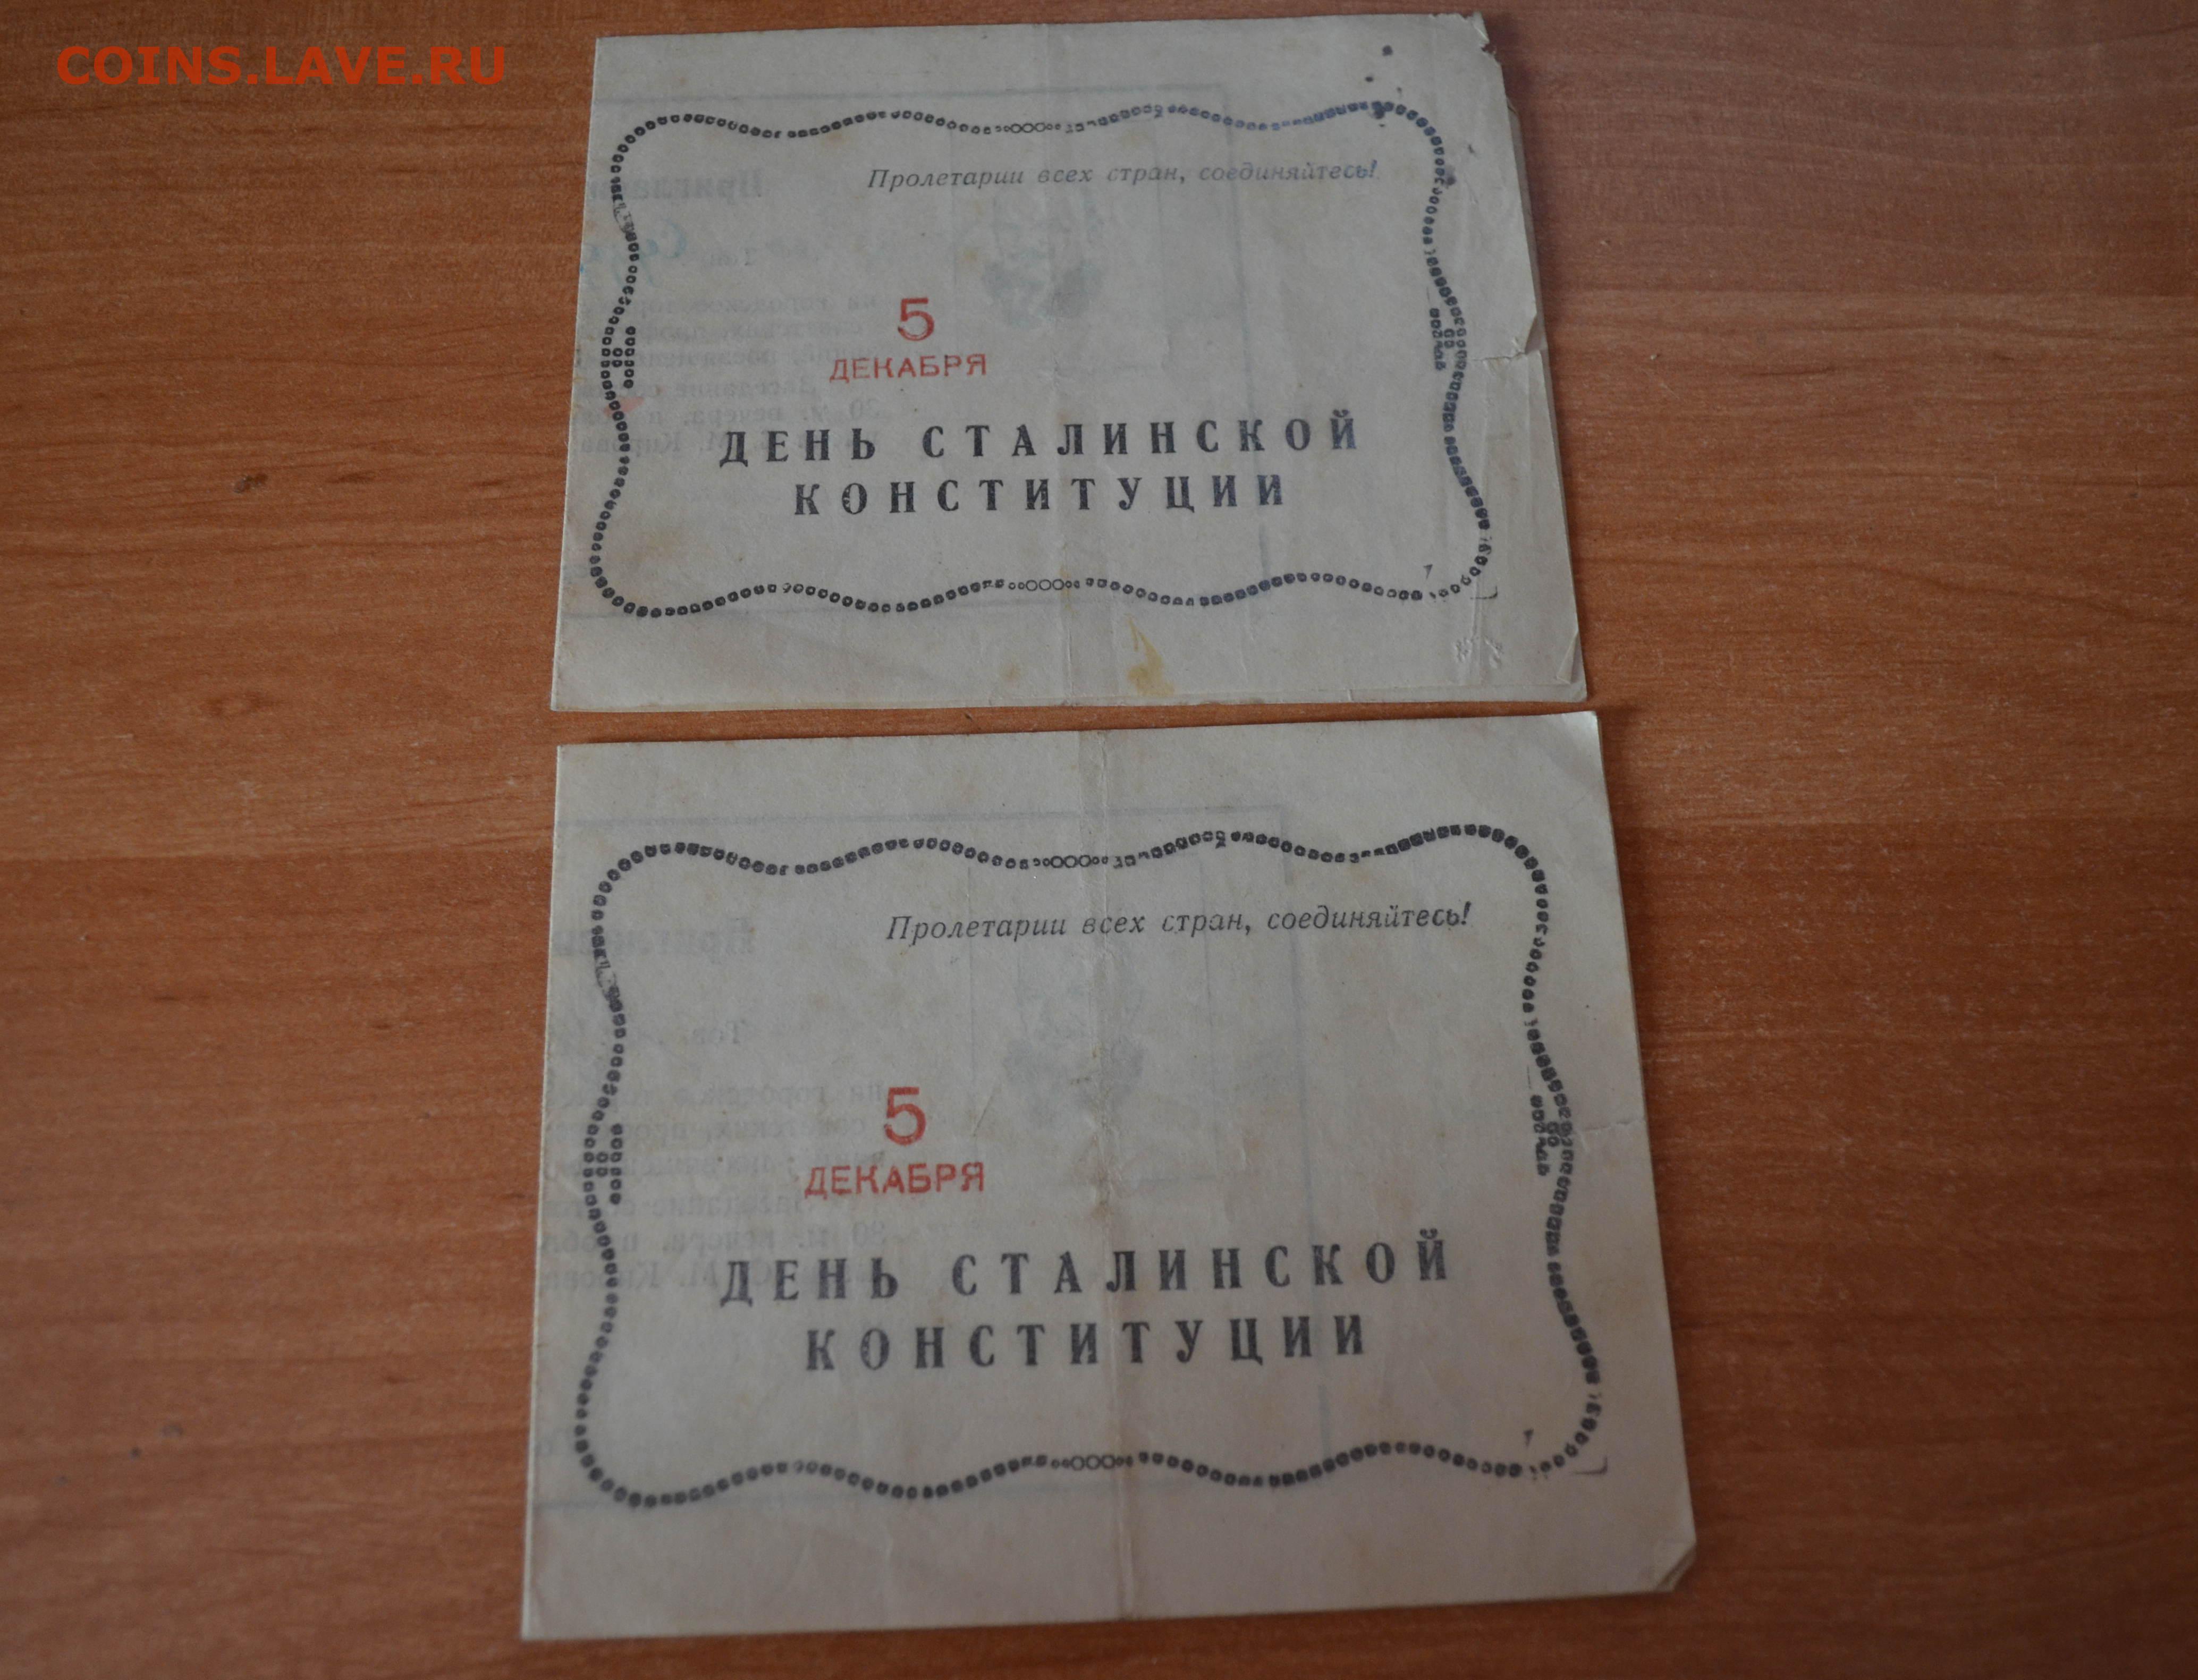 COINS.LAVE.RU
Пролетарии всех стран, соединяйтесь!
5
ДЕКАБРЯ
ДЕНЬ СТАЛИНСКОЙ
КОНСТИТУЦИИ
Пролетарии всех стран, соединяйтесь!
5
ДЕКАБРЯ
ДЕНЬ СТАЛИНСКОЙ
КОНСТИТУЦИИ